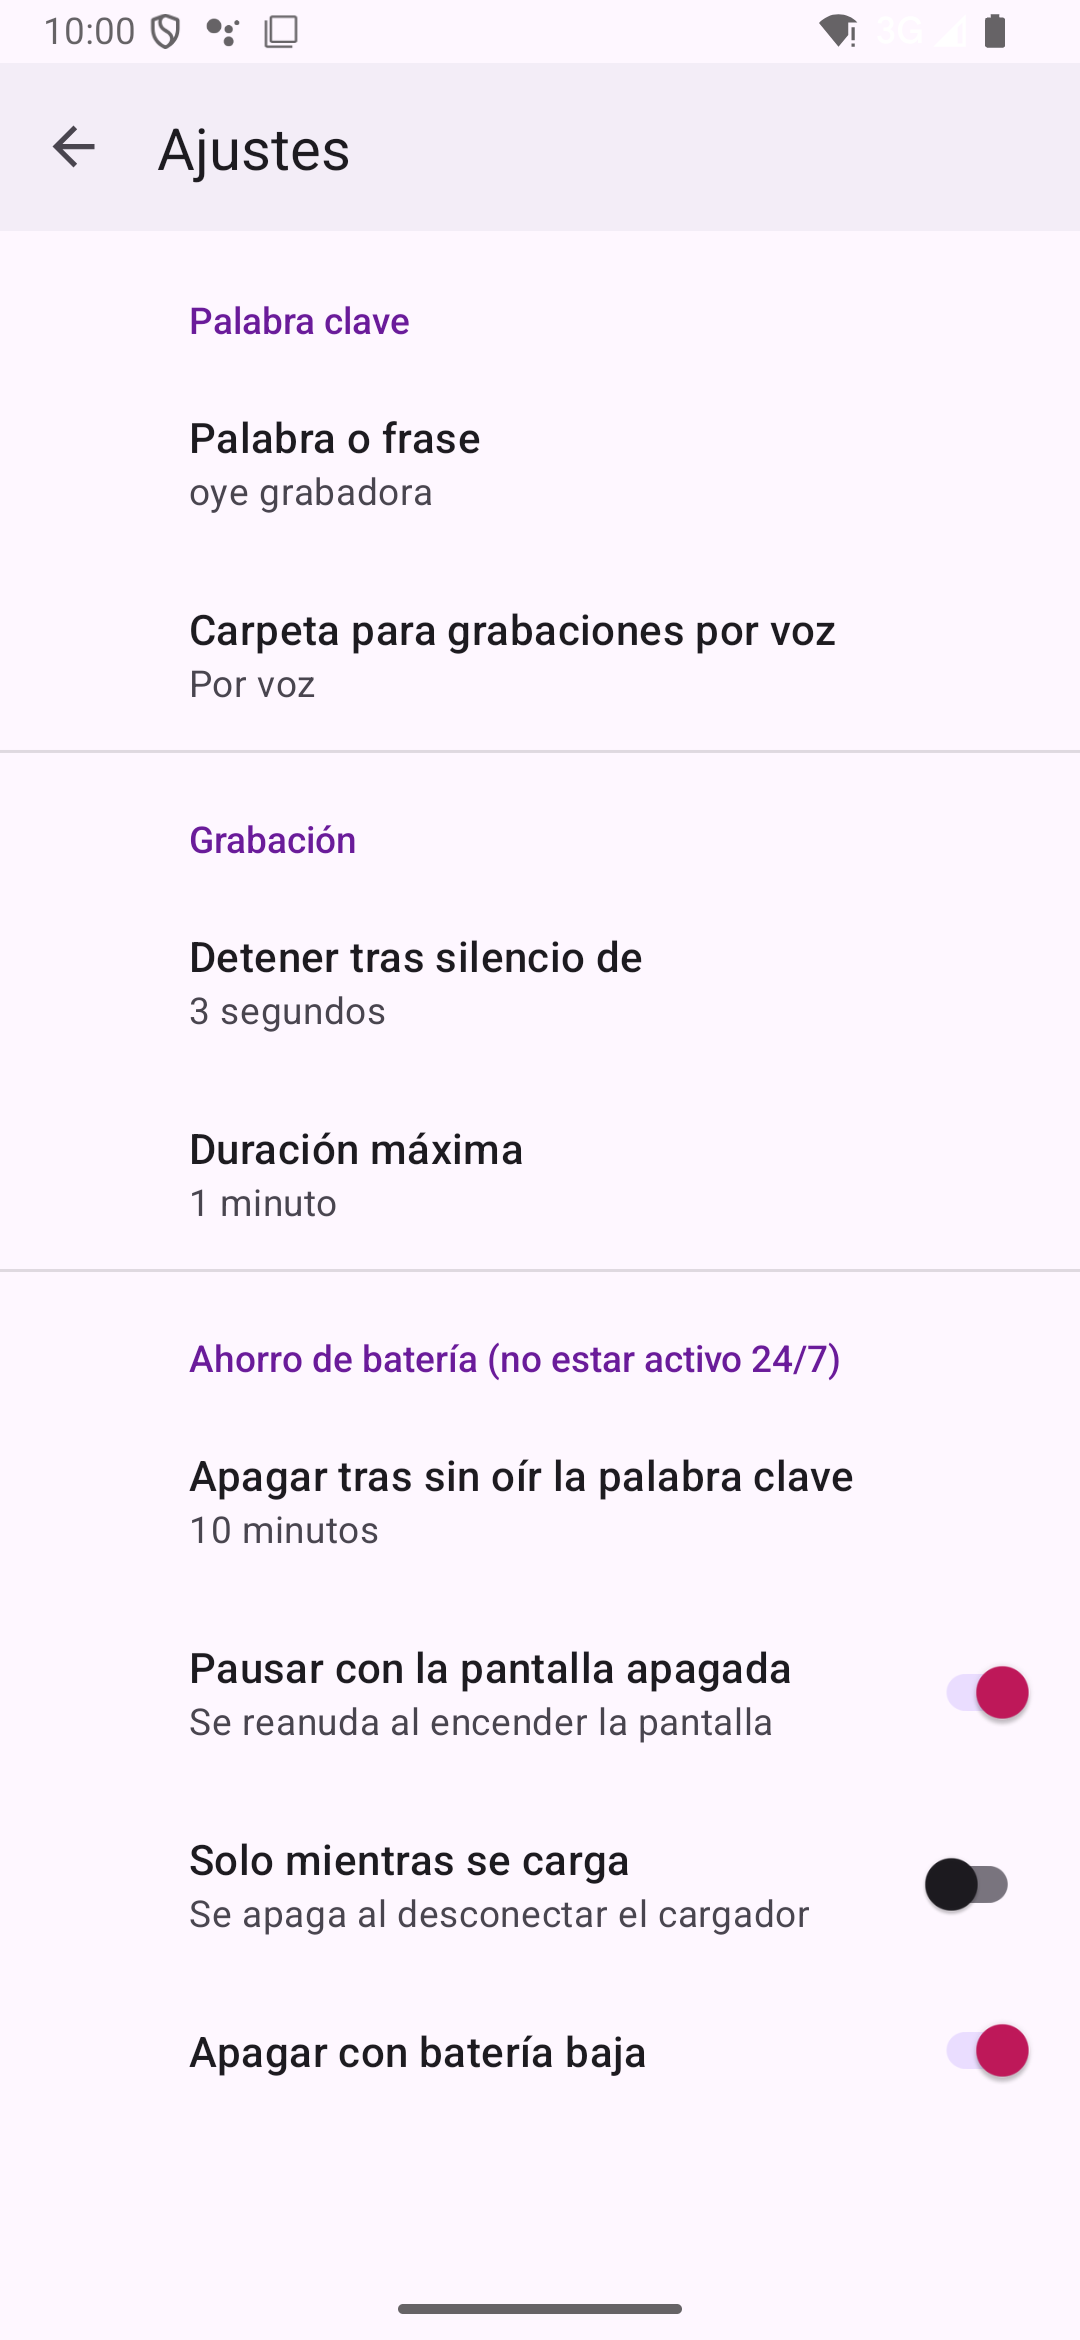 10:00
3G
Ajustes
Palabra clave
Palabra o frase
oye grabadora
Carpeta para grabaciones por voz
Por voz
Grabación
Detener tras silencio de
3 segundos
Duración máxima
1 minuto
Ahorro de batería (no estar activo 24/7)
Apagar tras sin oír la palabra clave
10 minutos
Pausar con la pantalla apagada
Se reanuda al encender la pantalla
Solo mientras se carga
Se apaga al desconectar el cargador
Apagar con batería baja